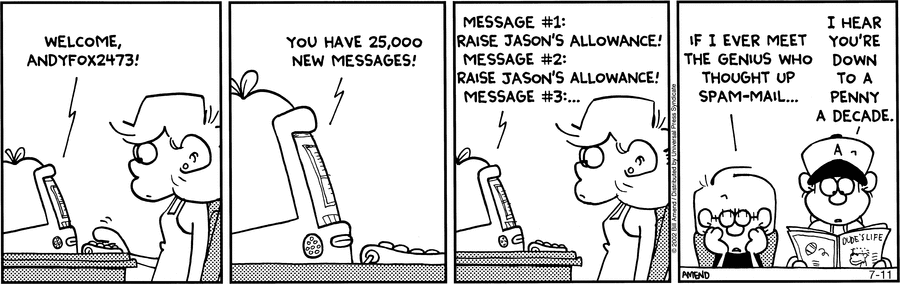 WELCOME,
ANDYFOX2473!
YOU HAVE 25,000
NEW MESSAGES!
MESSAGE #1:
RAISE JASON'S ALLOWANCE!
MESSAGE #2:
RAISE JASON'S ALLOWANCE!
MESSAGE #3:...
IF I EVER MEET
THE GENIUS WHO
THOUGHT UP
SPAM-MAIL...
I HEAR
YOU'RE
DOWN
TO A
PENNY
A DECADE.
A
DUDE'S LIFE
AMEND
7-11